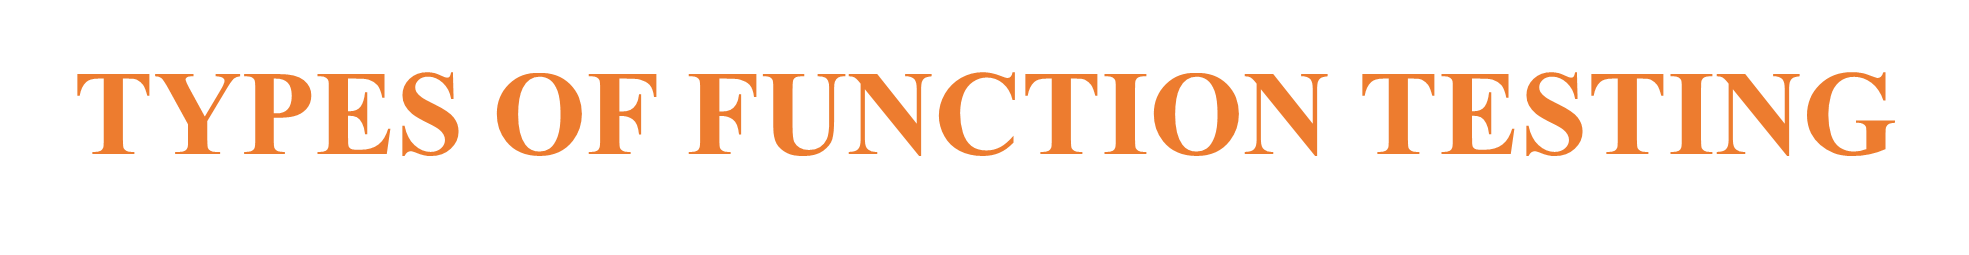 TYPES OF FUNCTION TESTING